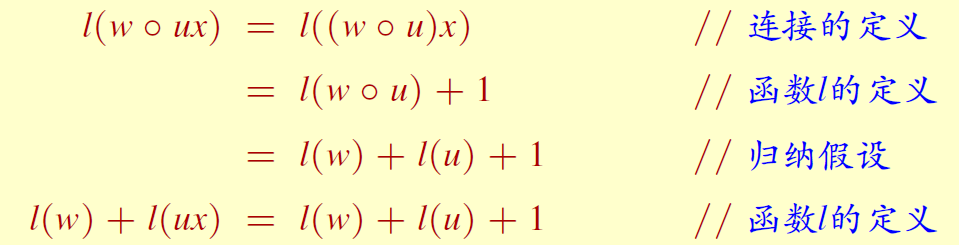 l(w ∘ ux) = l((w ∘ u)x) // 连接的定义
= l(w ∘ u) + 1 // 函数l的定义
= l(w) + l(u) + 1 // 归纳假设
l(w) + l(ux) = l(w) + l(u) + 1 // 函数l的定义